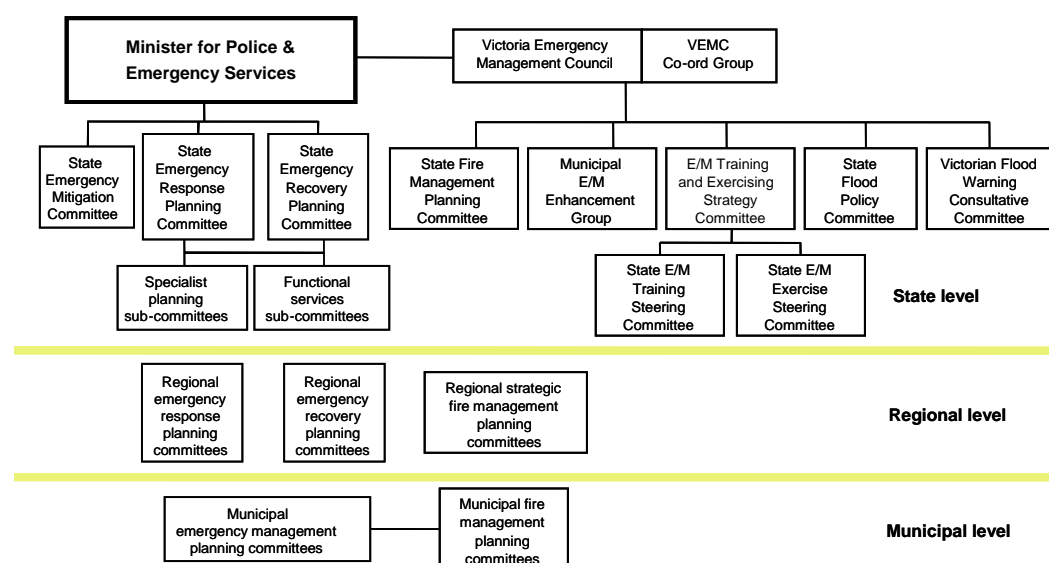 Minister for Police &
Emergency Services
Victoria Emergency
Management Council
VEMC
Co-ord Group
State
Emergency
Mitigation
Committee
State
Emergency
Response
Planning
Committee
State
Emergency
Recovery
Planning
Committee
State Fire
Management
Planning
Committee
Municipal
E/M
Enhancement
Group
E/M Training
and Exercising
Strategy
Committee
State
Flood
Policy
Committee
Victorian Flood
Warning
Consultative
Committee
Specialist
planning
sub-committees
Functional
services
sub-committees
State E/M
Training
Steering
Committee
State E/M
Exercise
Steering
Committee
State level
Regional
emergency
response
planning
committees
Regional
emergency
recovery
planning
committees
Regional strategic
fire management
planning
committees
Regional level
Municipal
emergency management
planning committees
Municipal fire
management
planning
committees
Municipal level